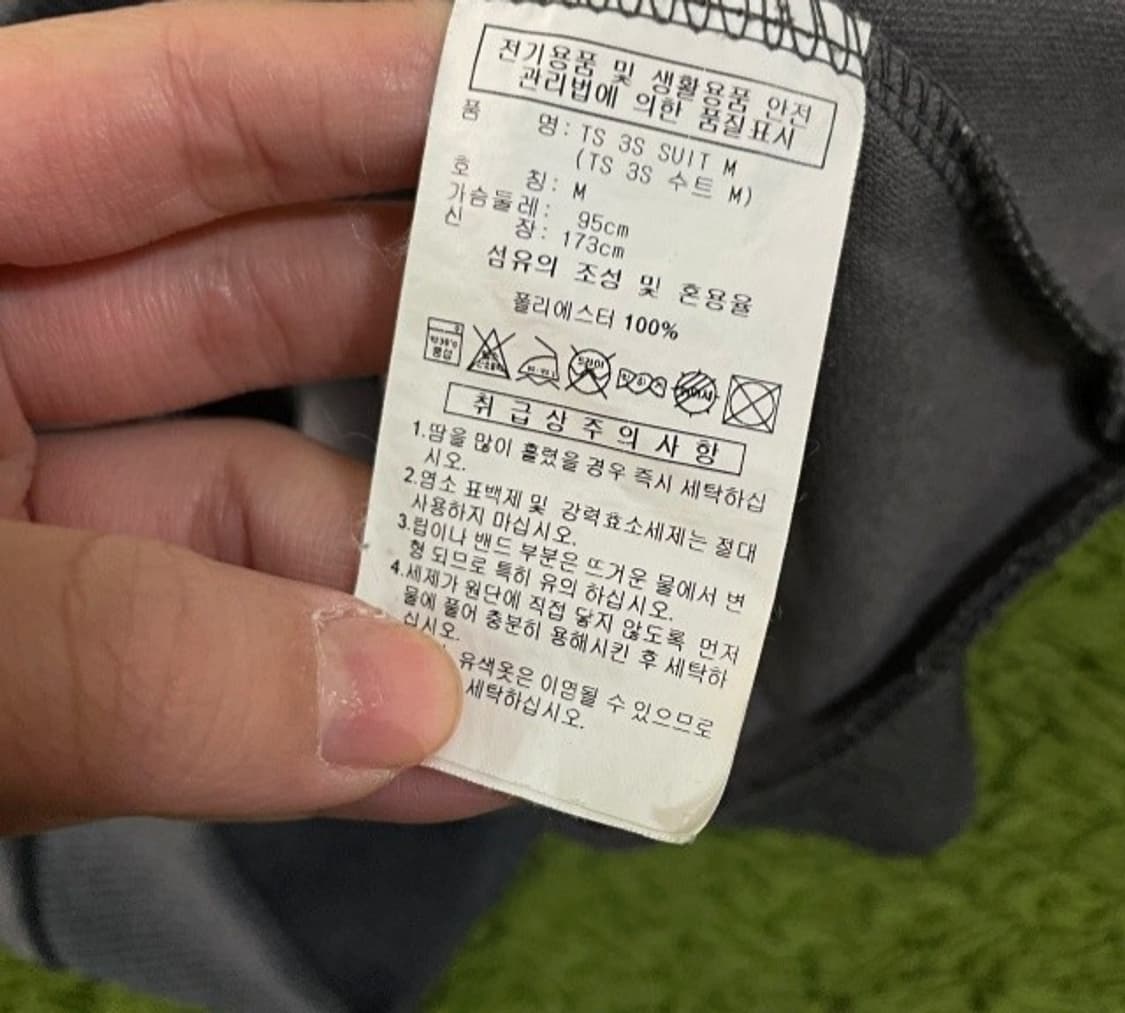 전기용품 및 생활용품 안전
관리법에 의한 품질표시
품 명: TS 3S SUIT M
(TS 3S 수트 M)
호 칭: M
가슴둘레: 95cm
신 장: 173cm
섬유의 조성 및 혼용율
폴리에스터 100%
취급상주의사항
1.땀을 많이 흘렸을 경우 즉시 세탁하십
시오.
2.염소 표백제 및 강력효소세제는 절대
사용하지 마십시오.
3.립이나 밴드 부분은 뜨거운 물에서 변
형 되므로 특히 유의 하십시오.
4.세제가 원단에 직접 닿지 않도록 먼저
물에 풀어 충분히 용해시킨 후 세탁하
십시오.
유색옷은 이염될 수 있으므로
세탁하십시오.